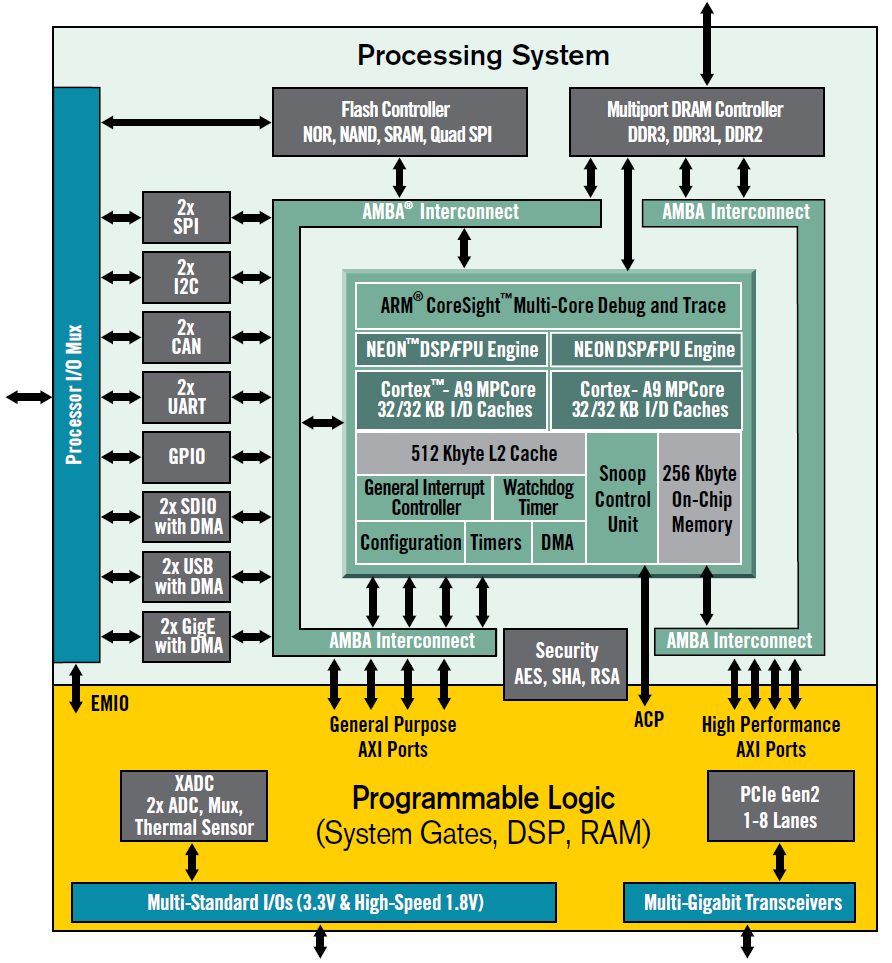 Processing System
Flash Controller
NOR, NAND, SRAM, Quad SPI
Multiport DRAM Controller
DDR3, DDR3L, DDR2
AMBA® Interconnect
AMBA Interconnect
Processor I/O Mux
2x
SPI
2x
I2C
2x
CAN
2x
UART
GPIO
2x SDIO
with DMA
2x USB
with DMA
2x GigE
with DMA
ARM® CoreSight™ Multi-Core Debug and Trace
NEON™ DSP/FPU Engine
NEON DSP/FPU Engine
Cortex™- A9 MPCore
32/32 KB I/D Caches
Cortex- A9 MPCore
32/32 KB I/D Caches
512 Kbyte L2 Cache
General Interrupt
Controller
Watchdog
Timer
Configuration
Timers
DMA
Snoop
Control
Unit
256 Kbyte
On-Chip
Memory
AMBA Interconnect
Security
AES, SHA, RSA
AMBA Interconnect
EMIO
General Purpose
AXI Ports
ACP
High Performance
AXI Ports
XADC
2x ADC, Mux,
Thermal Sensor
Programmable Logic
(System Gates, DSP, RAM)
PCIe Gen2
1-8 Lanes
Multi-Standard I/Os (3.3V & High-Speed 1.8V)
Multi-Gigabit Transceivers